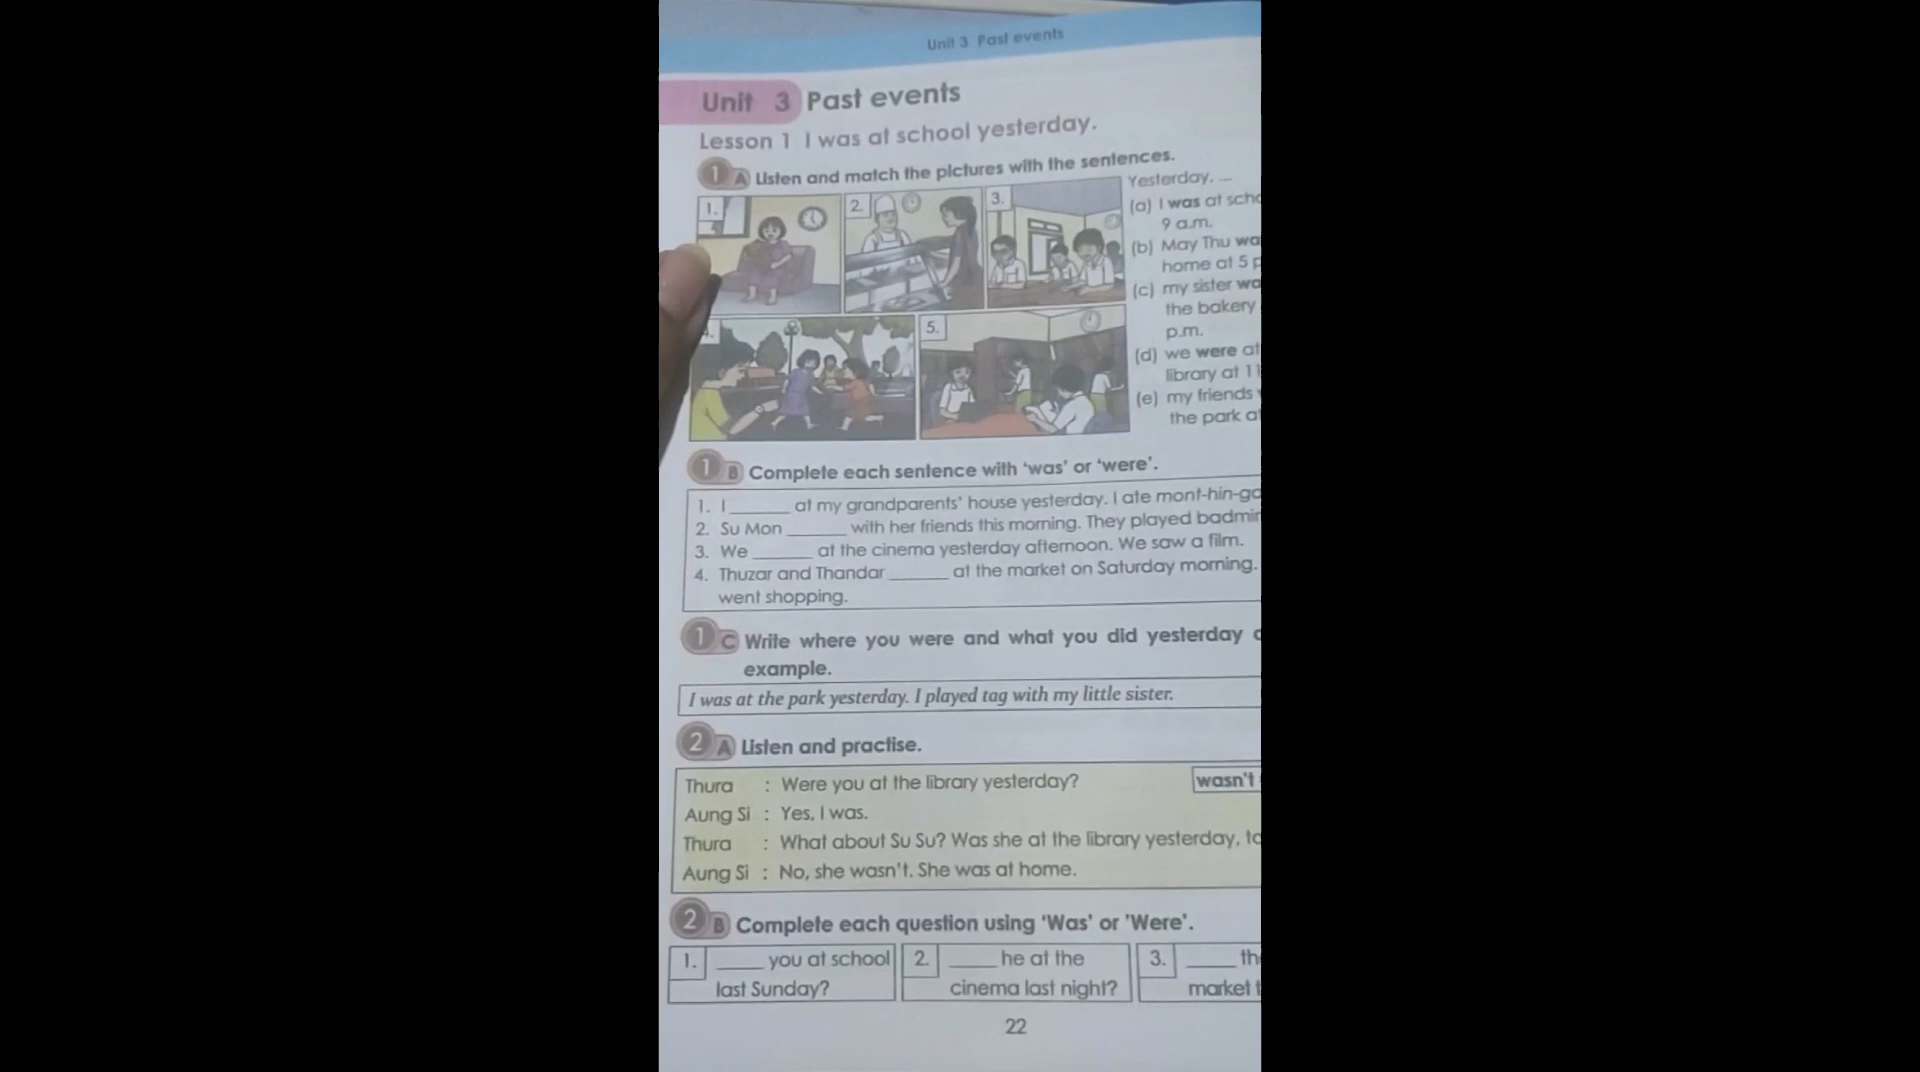 Unit 3 Past events
Unit 3 Past events
Lesson 1 I was at school yesterday.
1 A Listen and match the pictures with the sentences.
1.
2.
3.
5.
Yesterday, ...
(a) I was at
9 a.m.
(b) May Thu
home at 5
(c) my sister
the bakery
p.m.
(d) we were at
library at 11
(e) my friends
the park
1 B Complete each sentence with ‘was’ or ‘were’.
1. I ______ at my grandparents’ house yesterday. I ate
2. Su Mon ______ with her friends this morning. They played
3. We ______ at the cinema yesterday afternoon. We saw a film.
4. Thuzar and Thandar ______ at the market on Saturday morning.
went shopping.
1 C Write where you were and what you did yesterday
example.
I was at the park yesterday. I played tag with my little sister.
2 A Listen and practise.
Thura : Were you at the library yesterday?
wasn't
Aung Si : Yes, I was.
Thura : What about Su Su? Was she at the library yesterday,
Aung Si : No, she wasn't. She was at home.
2 B Complete each question using ‘Was’ or 'Were'.
1. _____ you at school
last Sunday?
2. _____ he at the
cinema last night?
3. _____
market
22